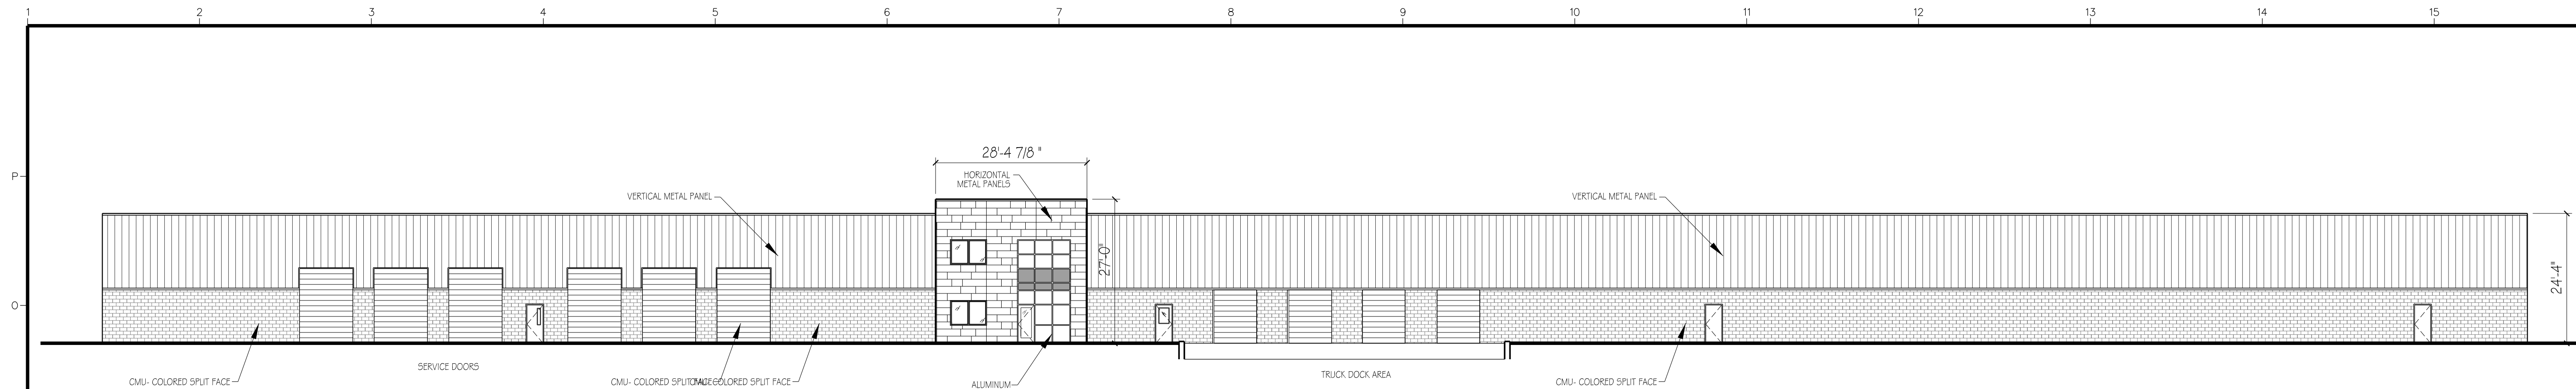 1 2 3 4 5 6 7 8 9 10 11 12 13 14 15
P
O
28'-4 7/8 "
HORIZONTAL
METAL PANELS
VERTICAL METAL PANEL
VERTICAL METAL PANEL
27'-0"
24'-4"
SERVICE DOORS
TRUCK DOCK AREA
CMU- COLORED SPLIT FACE
CMU- COLORED SPLIT FACE
CMU- COLORED SPLIT FACE
ALUMINUM
CMU- COLORED SPLIT FACE